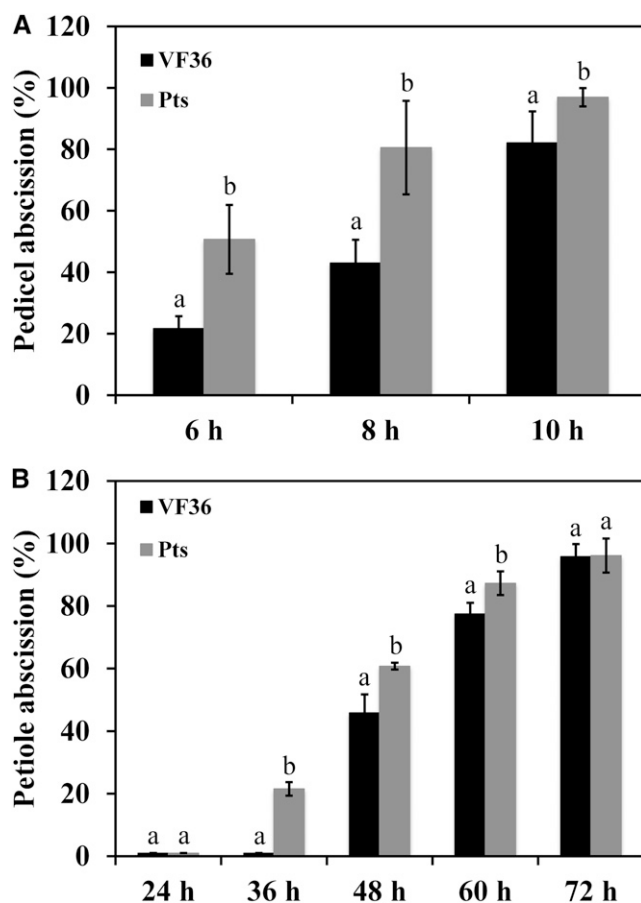 A
Pedicel abscission (%)
120
100
80
60
40
20
0
VF36
Pts
a b
a b
a b
6 h 8 h 10 h
B
Petiole abscission (%)
120
100
80
60
40
20
0
VF36
Pts
a a
a b
a b
a b
a a
24 h 36 h 48 h 60 h 72 h